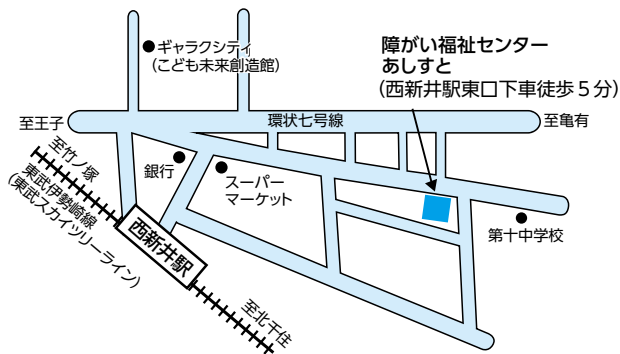 ギャラクシティ
(こども未来創造館)
障がい福祉センター
あしすと
(西新井駅東口下車徒歩5分)
至王子
環状七号線
至亀有
至竹ノ塚
東武伊勢崎線
(東武スカイツリーライン)
銀行
スーパー
マーケット
西新井駅
第十中学校
至北千住